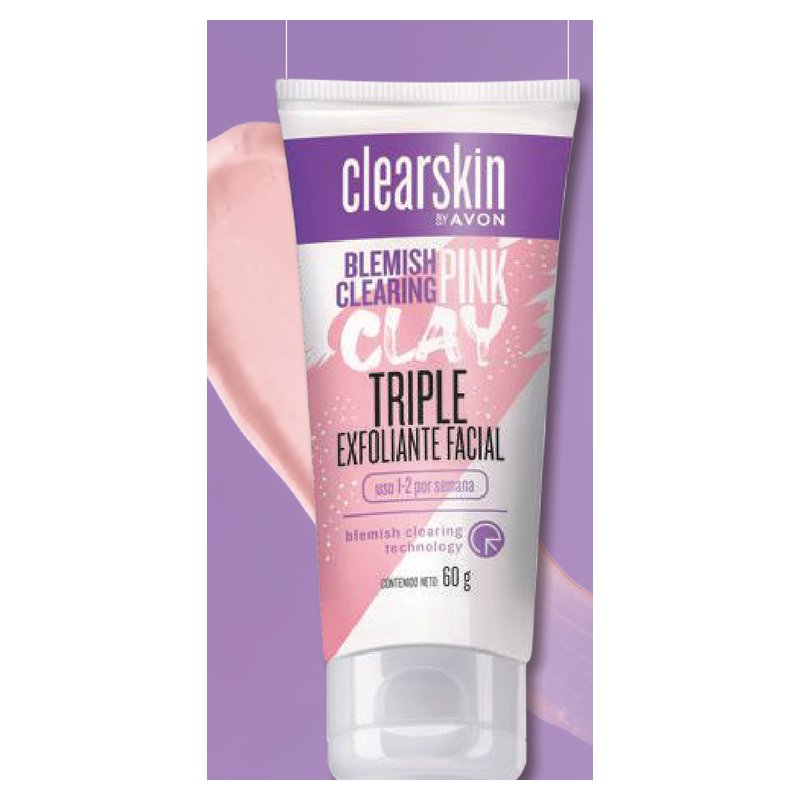 clearskin
BY AVON
BLEMISH
CLEARING
PINK
CLAY
TRIPLE
EXFOLIANTE FACIAL
uso 1-2 por semana
blemish clearing
technology
CONTENIDO NETO: 60 g